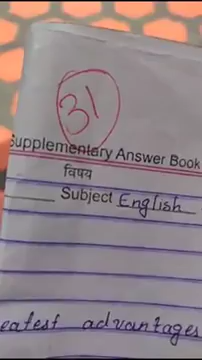 31
Supplementary Answer Book
विषय
Subject English
eatest advantages